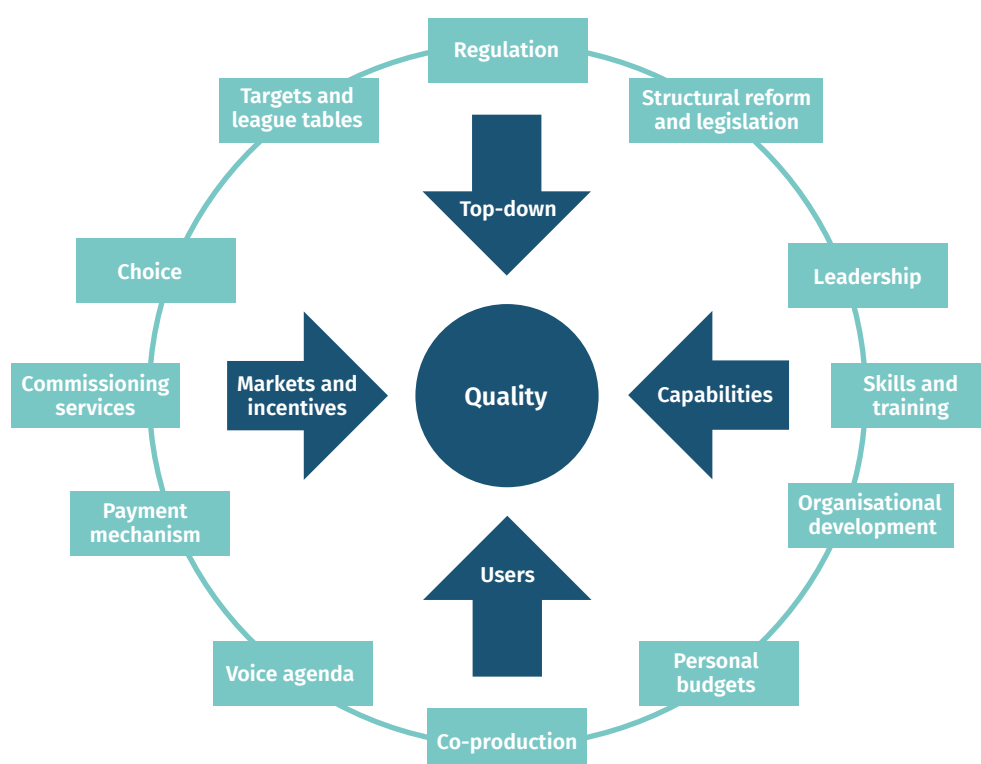 Regulation
Targets and
league tables
Structural reform
and legislation
Top-down
Choice
Leadership
Commissioning
services
Markets and
incentives
Quality
Capabilities
Skills and
training
Payment
mechanism
Organisational
development
Users
Voice agenda
Personal
budgets
Co-production